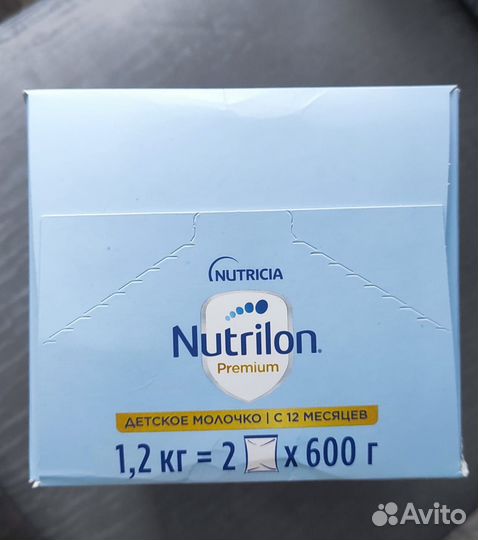 NUTRICIA
Nutrilon.
Premium
ДЕТСКОЕ МОЛОЧКО | С 12 МЕСЯЦЕВ
1,2 кг = 2 х 600 г
Avito